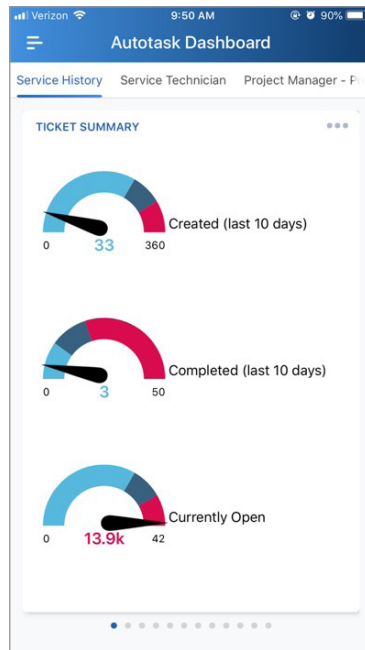 Verizon 9:50 AM 90%
Autotask Dashboard
Service History Service Technician Project Manager - Pr
TICKET SUMMARY
Created (last 10 days)
0 33 360
Completed (last 10 days)
0 3 50
Currently Open
0 13.9k 42